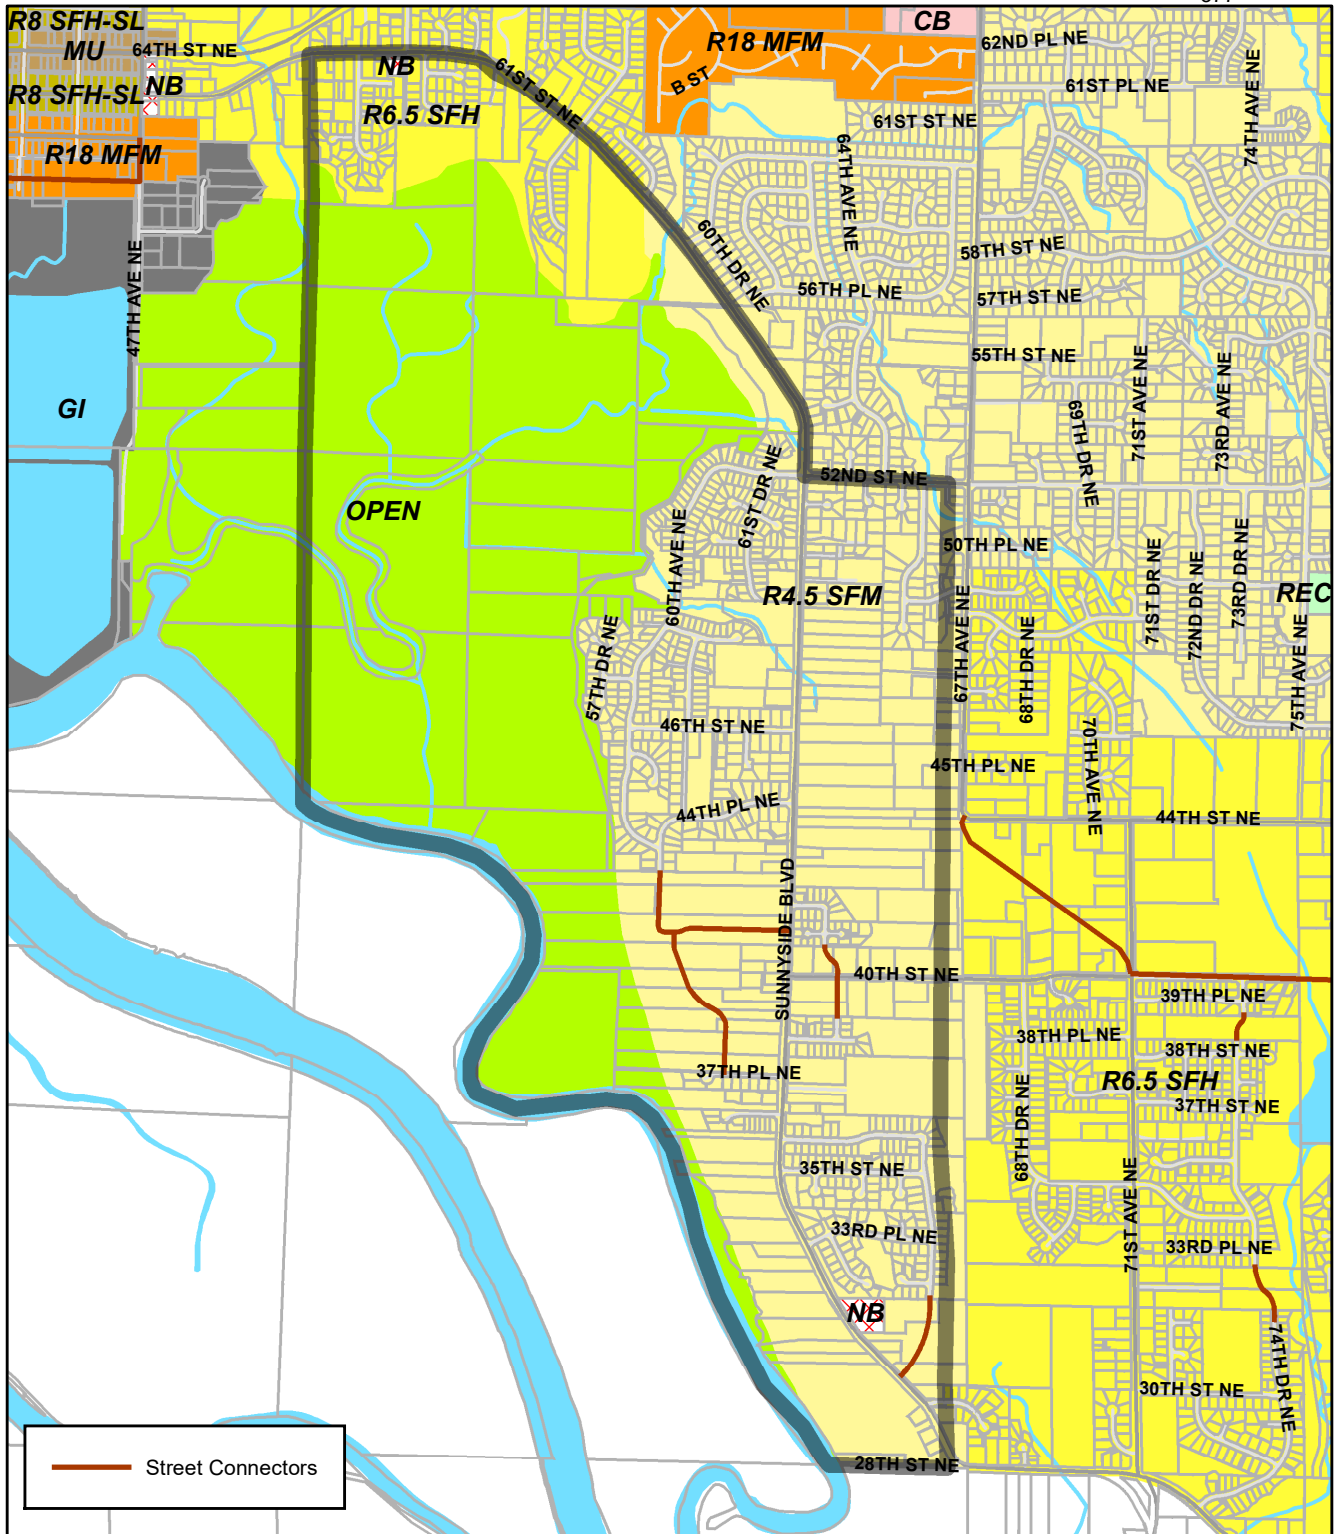 R8 SFH-SL
MU
64TH ST NE
NB
R8 SFH-SL
R18 MFM
47TH AVE NE
GI
NB
R6.5 SFH
61ST ST NE
R18 MFM
B ST
CB
61ST ST NE
62ND PL NE
61ST PL NE
74TH AVE NE
64TH AVE NE
60TH DR NE
56TH PL NE
58TH ST NE
57TH ST NE
55TH ST NE
71ST AVE NE
73RD AVE NE
69TH DR NE
OPEN
52ND ST NE
61ST DR NE
60TH AVE NE
50TH PL NE
R4.5 SFM
71ST DR NE
72ND DR NE
73RD DR NE
REC
75TH AVE NE
67TH AVE NE
68TH DR NE
57TH DR NE
46TH ST NE
70TH AVE NE
45TH PL NE
44TH PL NE
44TH ST NE
SUNNYSIDE BLVD
40TH ST NE
39TH PL NE
38TH PL NE
38TH ST NE
37TH PL NE
R6.5 SFH
37TH ST NE
68TH DR NE
35TH ST NE
71ST AVE NE
33RD PL NE
33RD PL NE
NB
74TH DR NE
30TH ST NE
28TH ST NE
Street Connectors